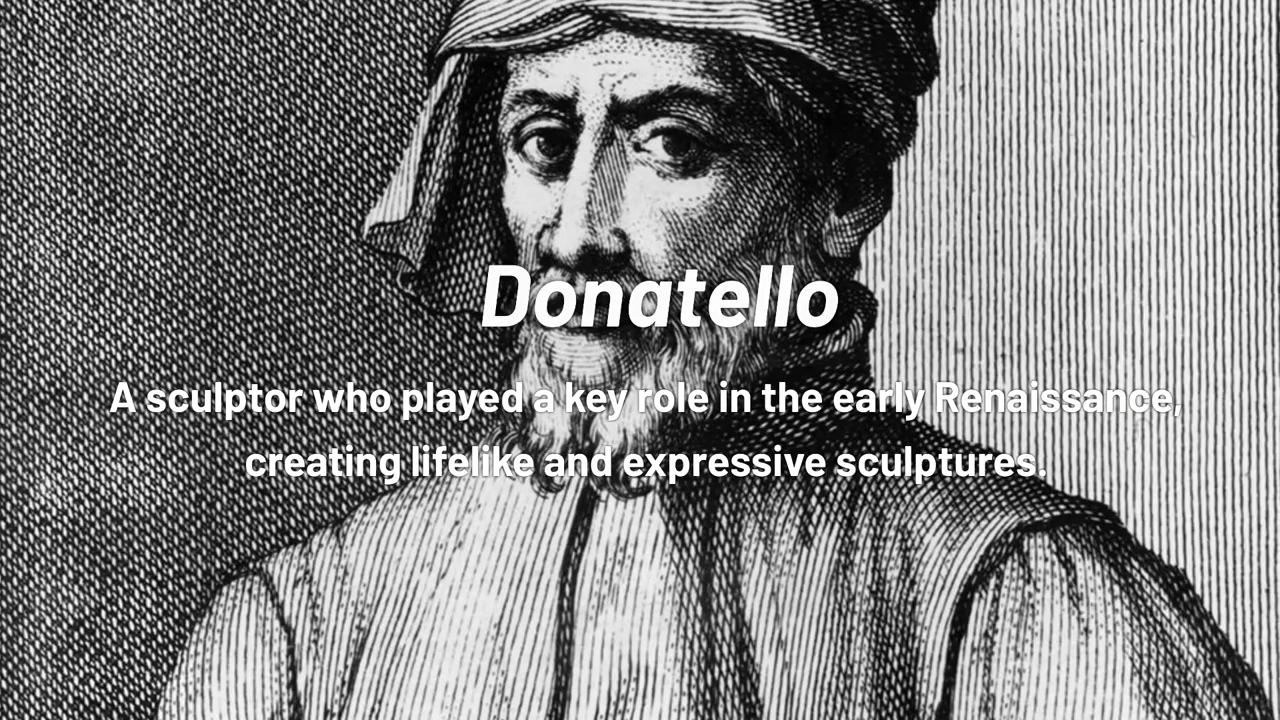 Donatello
A sculptor who played a key role in the early Renaissance,
creating lifelike and expressive sculptures.